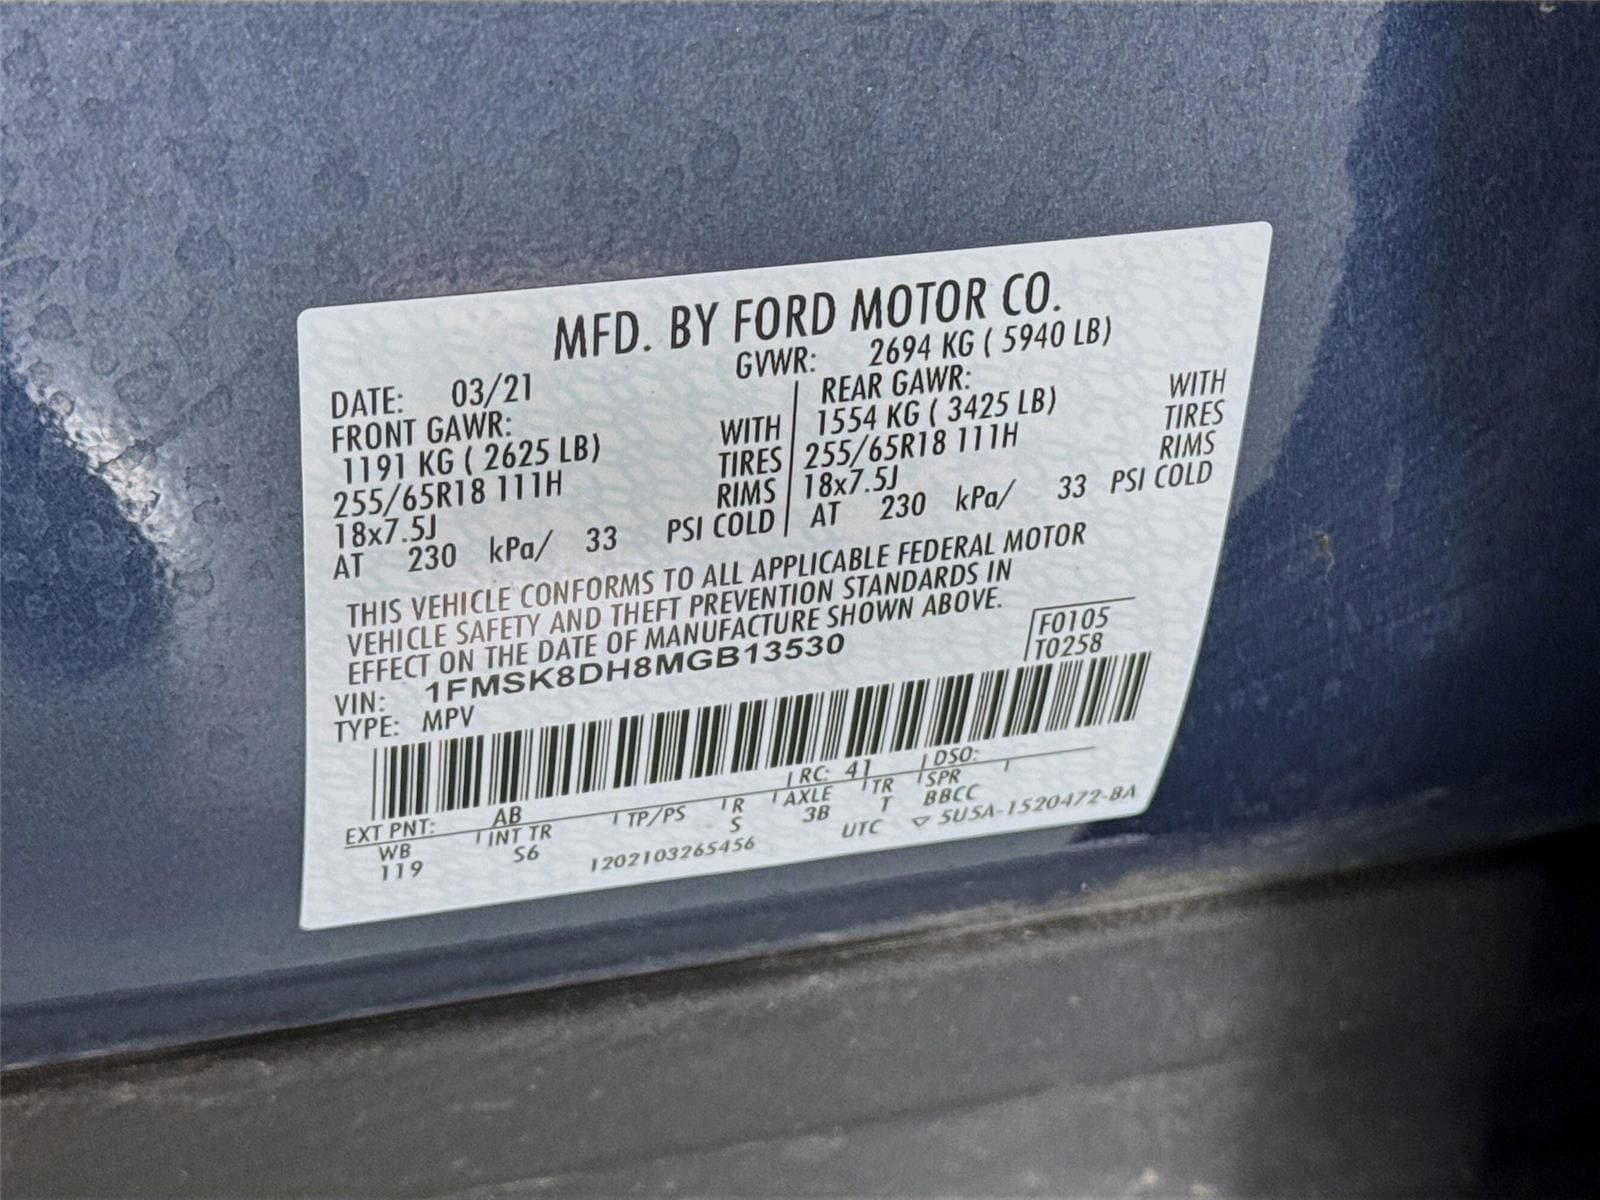 MFD. BY FORD MOTOR CO.
DATE: 03/21 GVWR: 2694 KG ( 5940 LB)
FRONT GAWR: REAR GAWR:
1191 KG ( 2625 LB) WITH 1554 KG ( 3425 LB) WITH
255/65R18 111H TIRES 255/65R18 111H TIRES
18x7.5J RIMS 18x7.5J RIMS
AT 230 kPa/ 33 PSI COLD AT 230 kPa/ 33 PSI COLD
THIS VEHICLE CONFORMS TO ALL APPLICABLE FEDERAL MOTOR
VEHICLE SAFETY AND THEFT PREVENTION STANDARDS IN
EFFECT ON THE DATE OF MANUFACTURE SHOWN ABOVE.
F0105
VIN: 1FMSK8DH8MGB13530 T0258
TYPE: MPV
EXT PNT: AB RC: 41 DSO:
WB INT TR TP/PS R AXLE TR SPR
119 S6 S 3B T BBCC
1202103265456 UTC ▽ 5U5A-1520472-BA